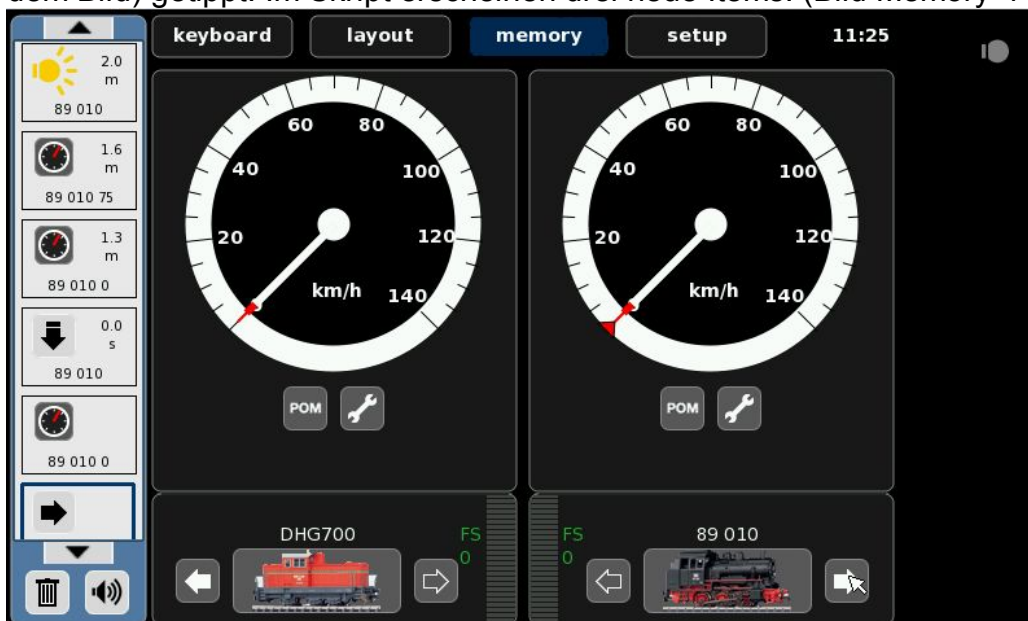 dem Bild) getippt. Im Skript erscheinen drei neue Items. (Bild Memory
keyboard layout memory setup 11:25
2.0
m
89 010
1.6
m
89 010 75
1.3
m
89 010 0
0.0
s
89 010
89 010 0
60 80
40 100
20 120
km/h 140
POM
60 80
40 100
20 120
km/h 140
POM
DHG700 FS
0
FS 89 010
0